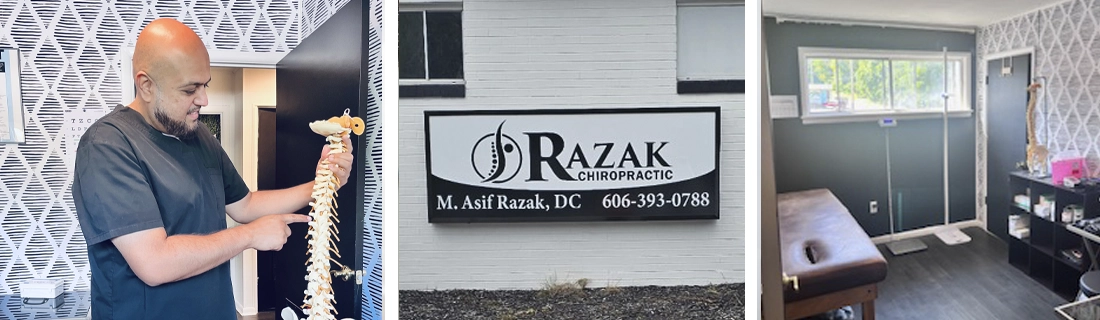 RAZAK
CHIROPRACTIC
M. Asif Razak, DC 606-393-0788